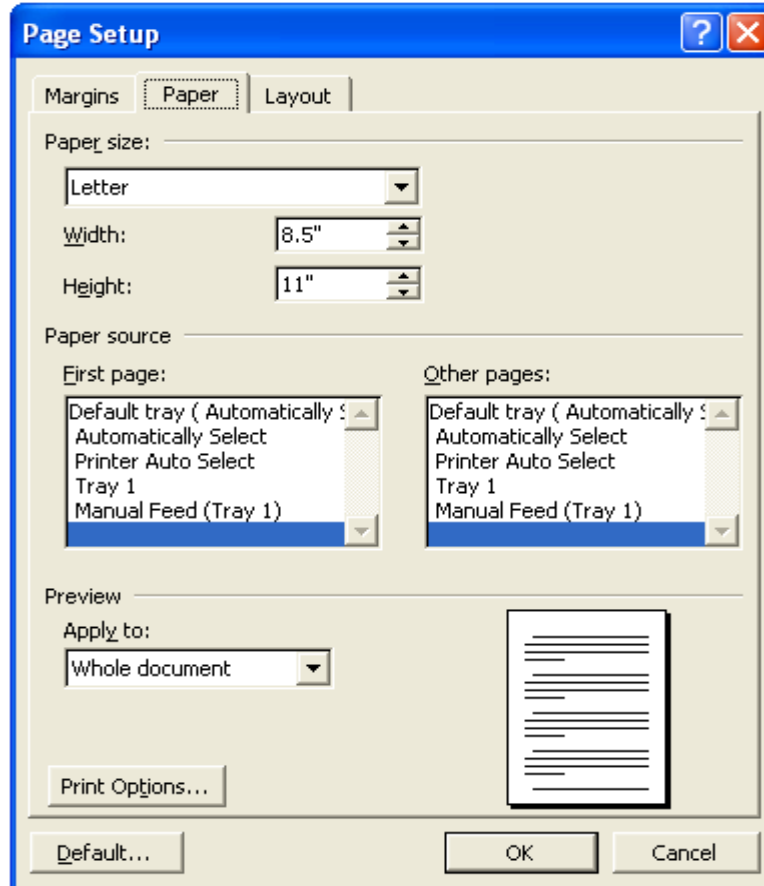 Page Setup
Margins Paper Layout
Paper size:
Letter
Width: 8.5"
Height: 11"
Paper source
First page: Other pages:
Default tray ( Automatically Default tray ( Automatically
Automatically Select Automatically Select
Printer Auto Select Printer Auto Select
Tray 1 Tray 1
Manual Feed (Tray 1) Manual Feed (Tray 1)
Preview
Apply to:
Whole document
Print Options...
Default... OK Cancel